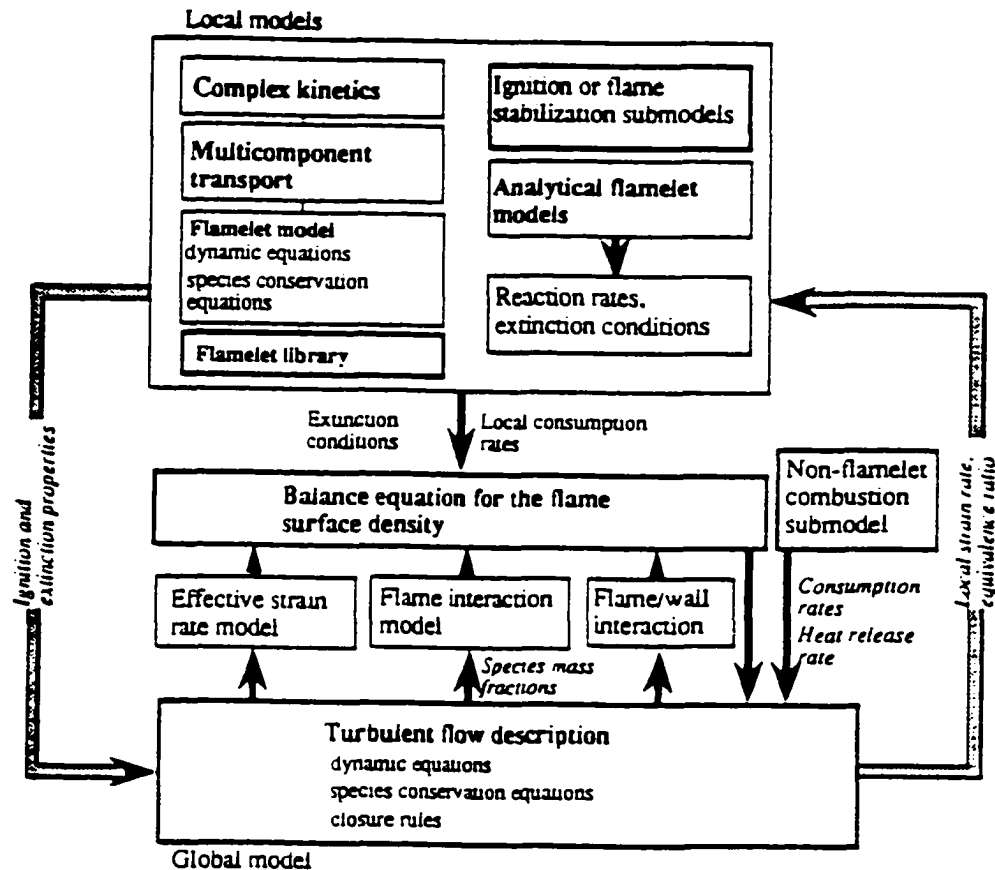 Local models
Complex kinetics
Multicomponent
transport
Flamelet model
dynamic equations
species conservation
equations
Flamelet library
Ignition or flame
stabilization submodels
Analytical flamelet
models
Reaction rates,
extinction conditions
Extinction
conditions
Local consumption
rates
Ignition and
extinction properties
Balance equation for the flame
surface density
Non-flamelet
combustion
submodel
Local strain rate,
equivalence ratio
Effective strain
rate model
Flame interaction
model
Flame/wall
interaction
Consumption
rates
Heat release
rate
Species mass
fractions
Turbulent flow description
dynamic equations
species conservation equations
closure rules
Global model